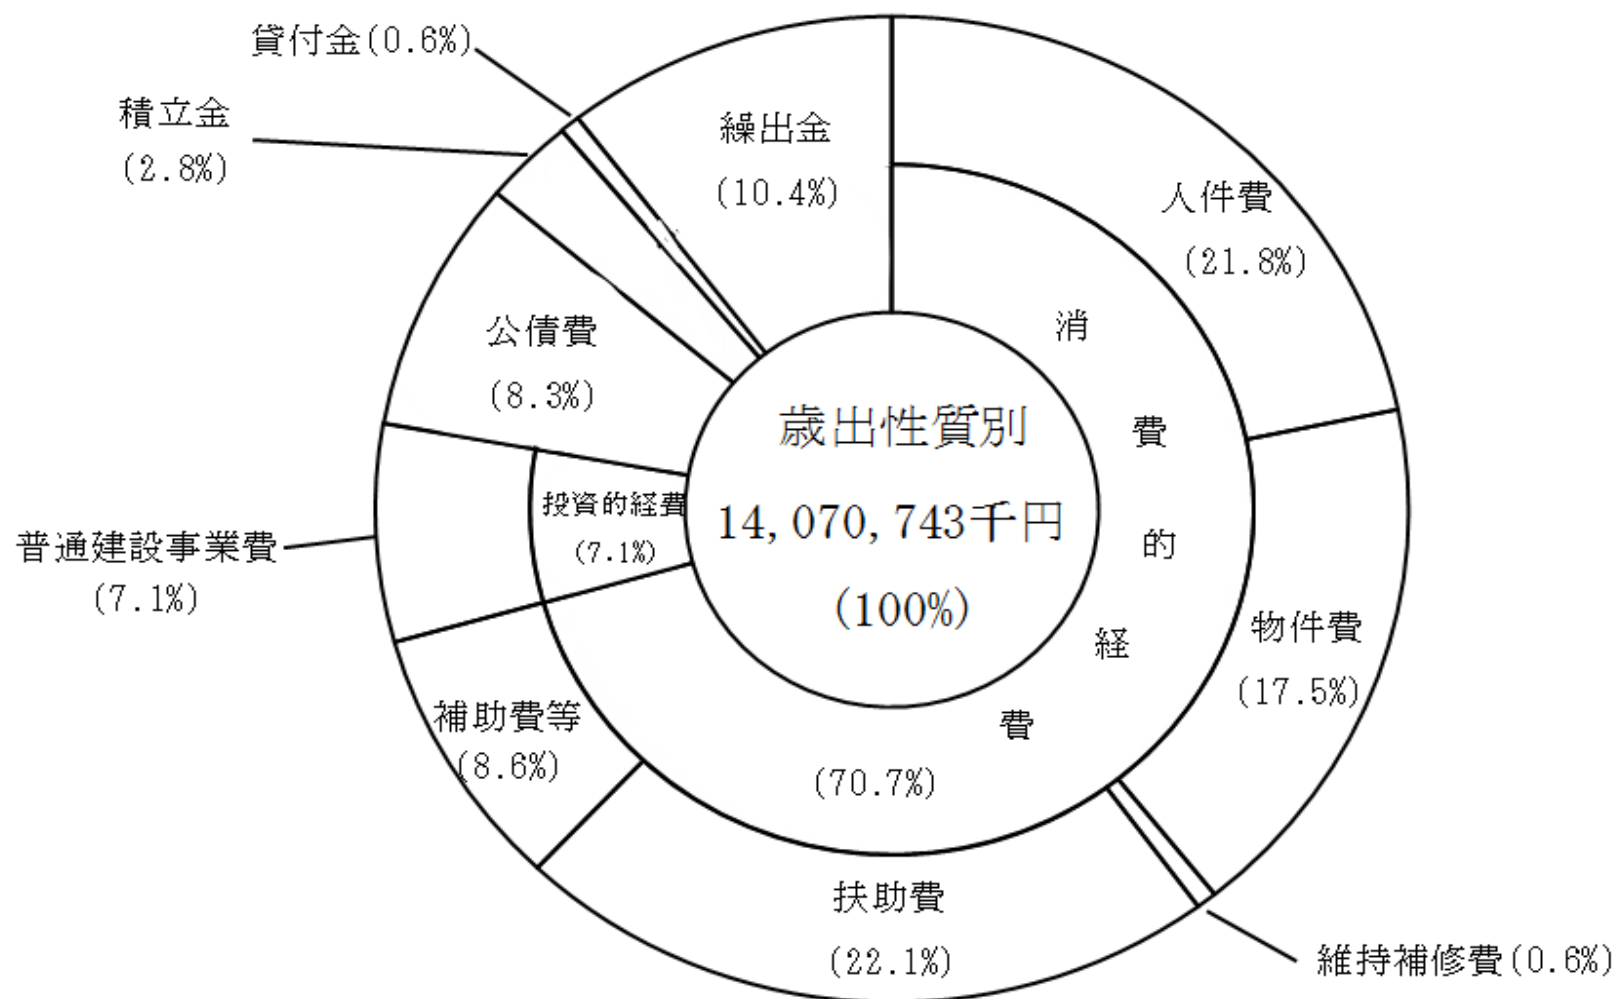 貸付金(0.6%)
積立金
(2.8%)
繰出金
(10.4%)
人件費
(21.8%)
公債費
(8.3%)
消費的経費
(70.7%)
歳出性質別
14,070,743千円
(100%)
投資的経費
(7.1%)
普通建設事業費
(7.1%)
物件費
(17.5%)
補助費等
(8.6%)
扶助費
(22.1%)
維持補修費(0.6%)